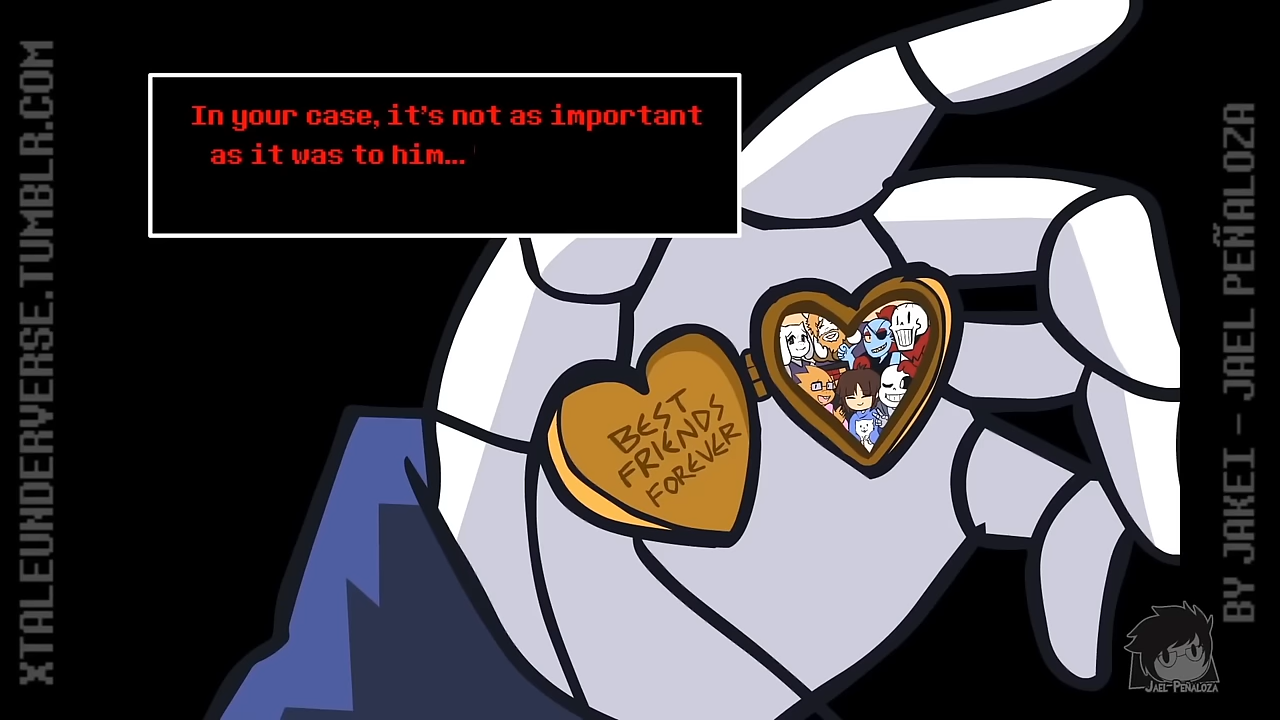 XTALEUNDERVERSE.TUMBLR.COM
In your case, it's not as important
as it was to him...
BEST
FRIENDS
FOREVER
BY JAKEI - JAEL PEÑALOZA
JAEL-PEÑALOZA